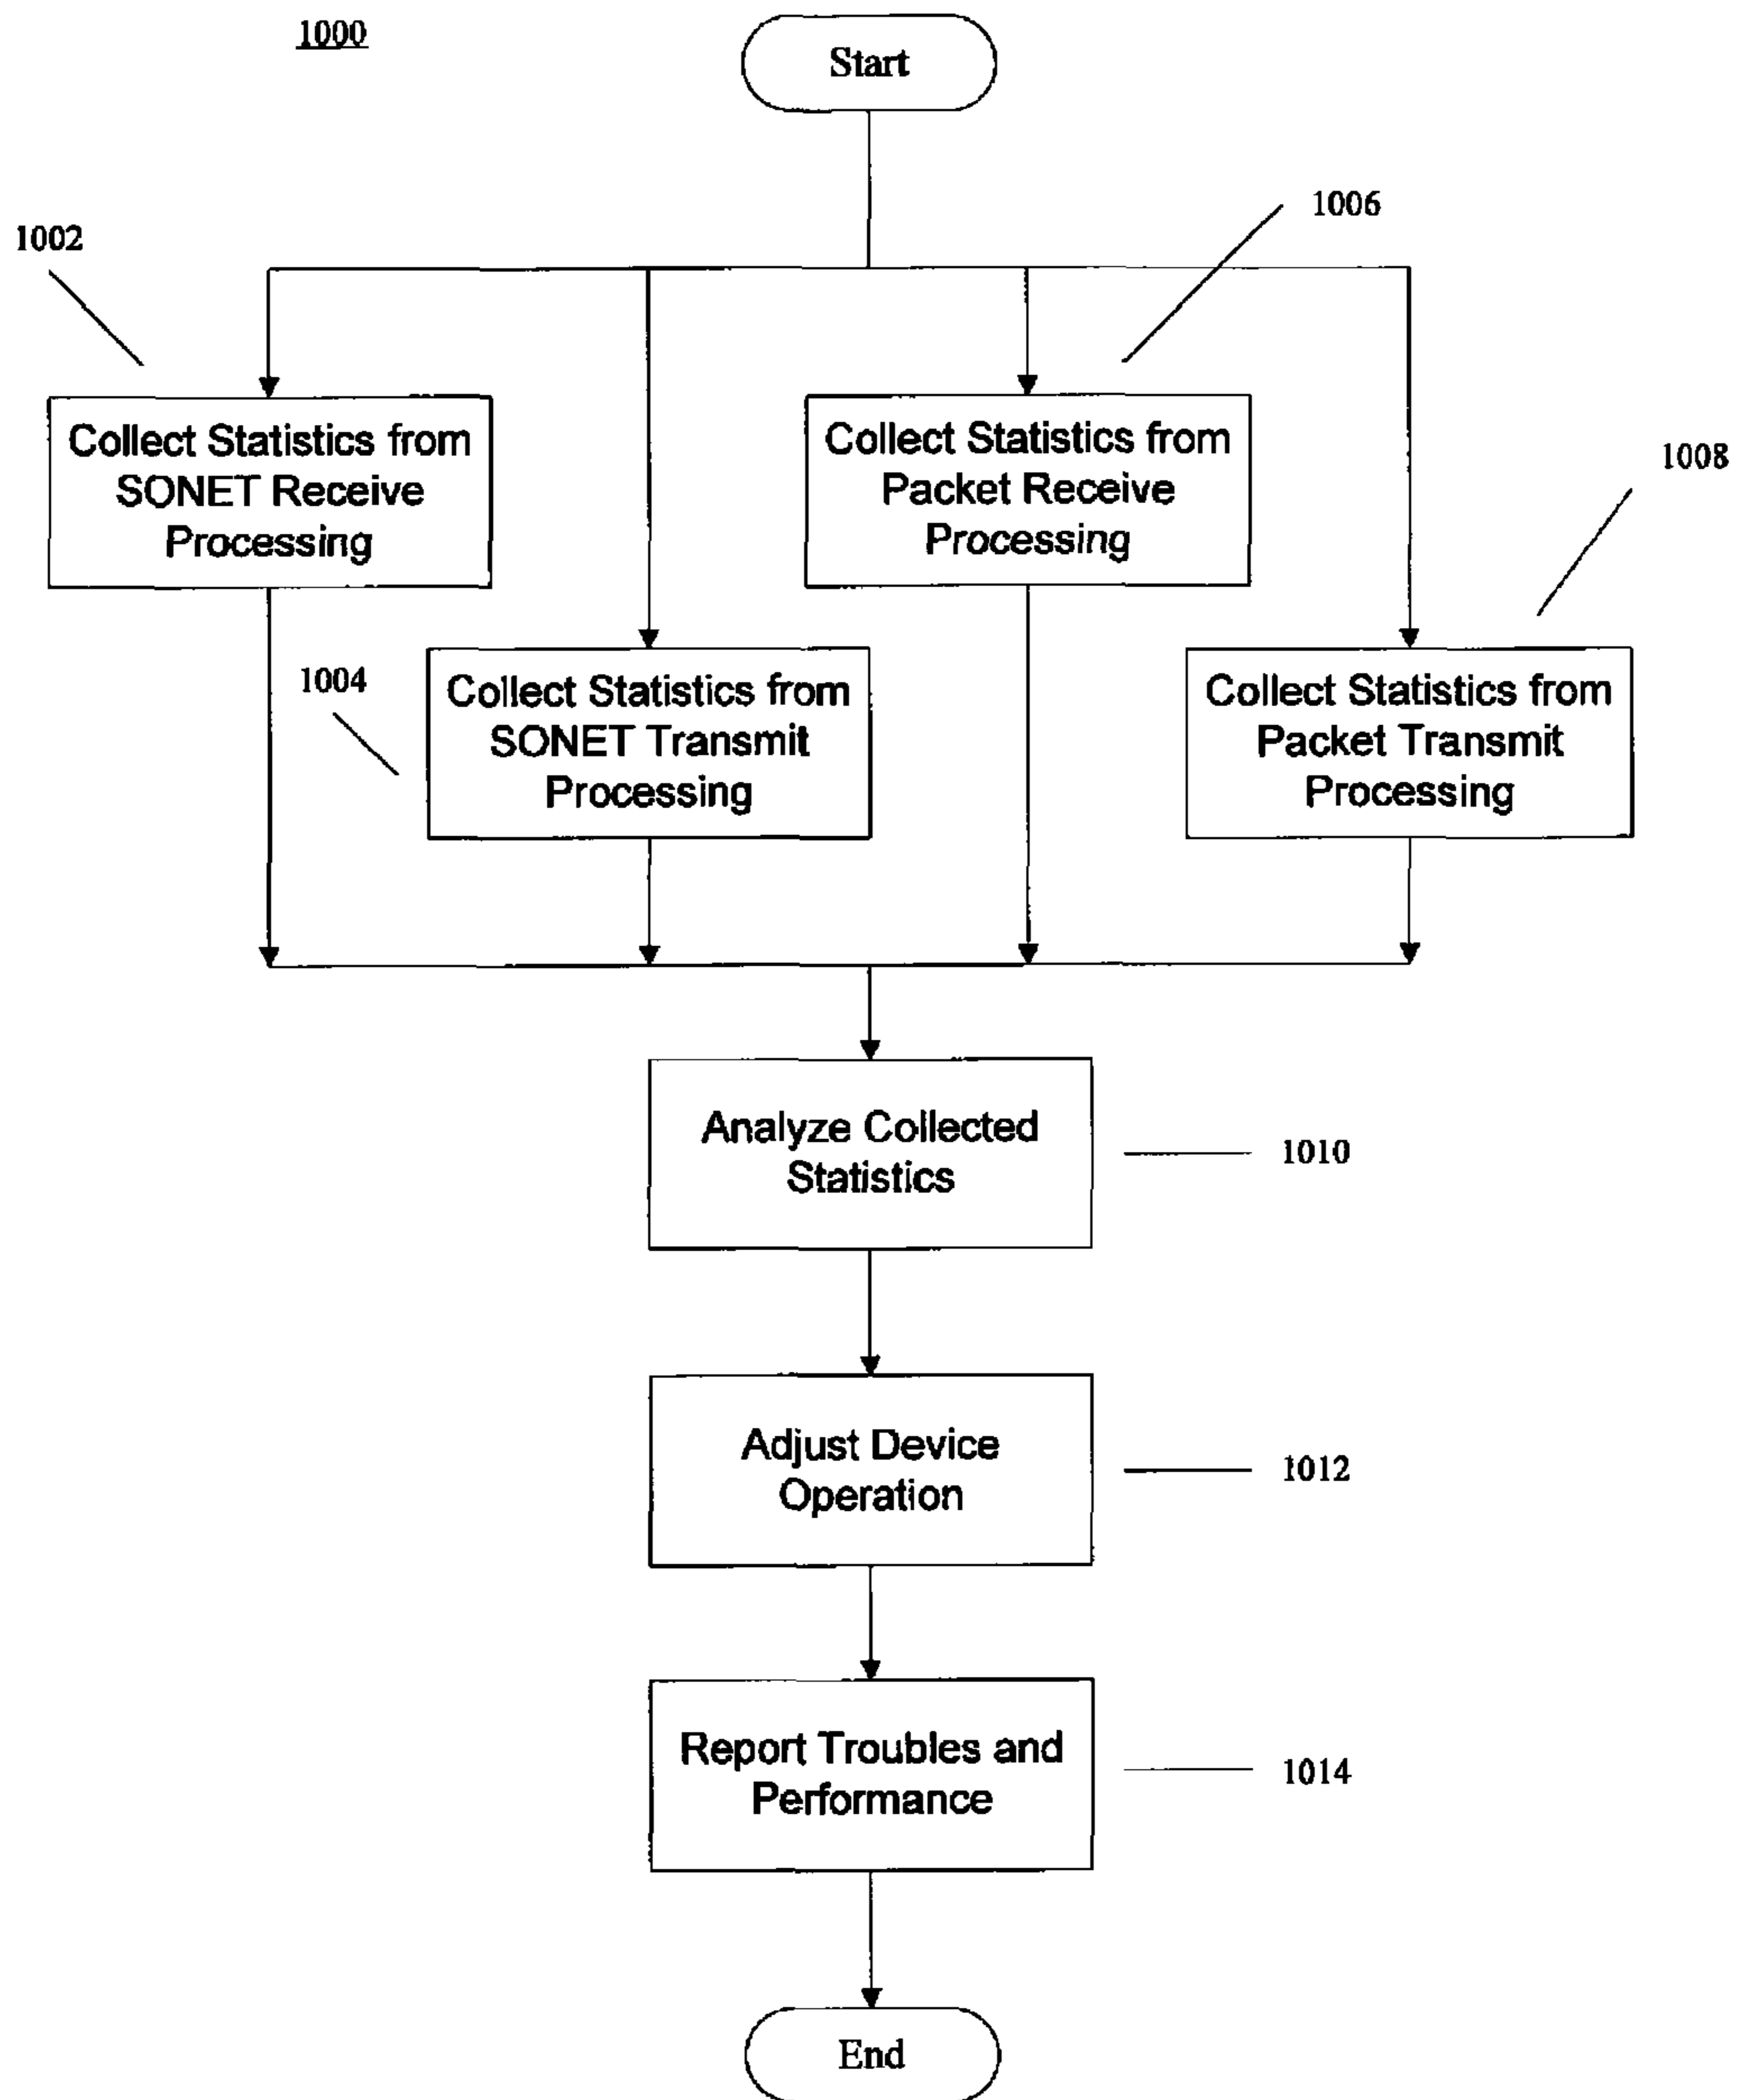 1000
Start
1006
1002
Collect Statistics from
SONET Receive
Processing
Collect Statistics from
Packet Receive
Processing
1008
1004
Collect Statistics from
SONET Transmit
Processing
Collect Statistics from
Packet Transmit
Processing
Analyze Collected
Statistics
1010
Adjust Device
Operation
1012
Report Troubles and
Performance
1014
End